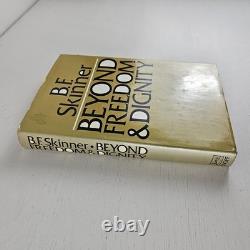 B.F.
Skinner
BEYOND
FREEDOM
& DIGNITY
B.F. Skinner • BEYOND
FREEDOM & DIGNITY